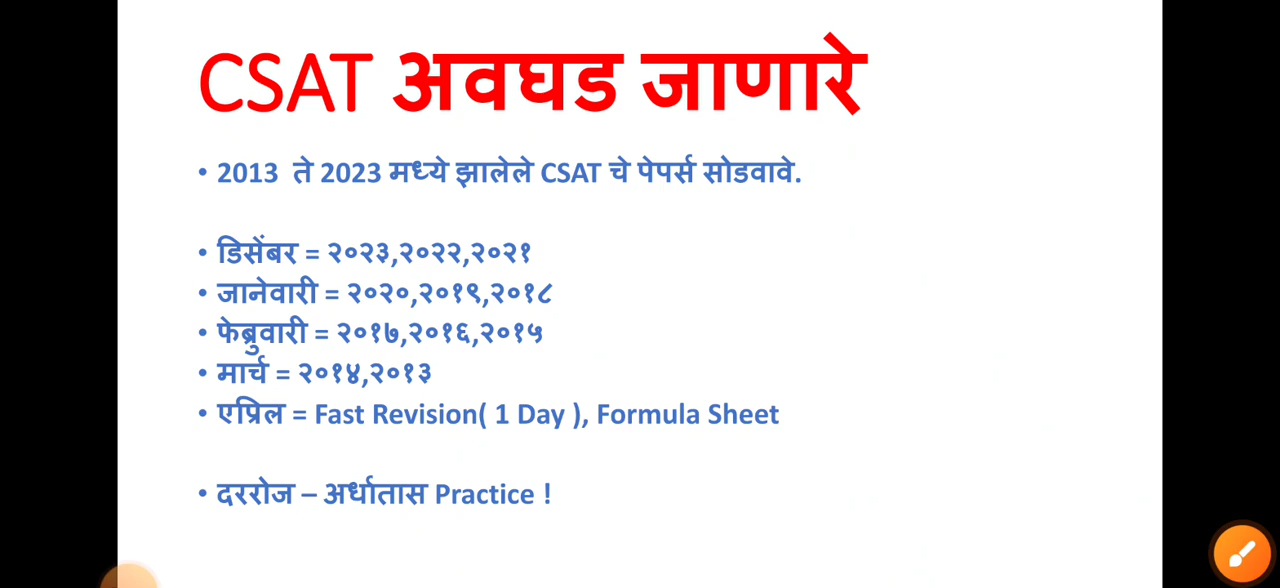 CSAT अवघड जाणारे
• 2013 ते 2023 मध्ये झालेले CSAT चे पेपर्स सोडवावे.
• डिसेंबर = २०२३,२०२२,२०२१
• जानेवारी = २०२०,२०१९,२०१८
• फेब्रुवारी = २०१७,२०१६,२०१५
• मार्च = २०१४,२०१३
• एप्रिल = Fast Revision( 1 Day ), Formula Sheet
• दररोज – अर्धातास Practice !